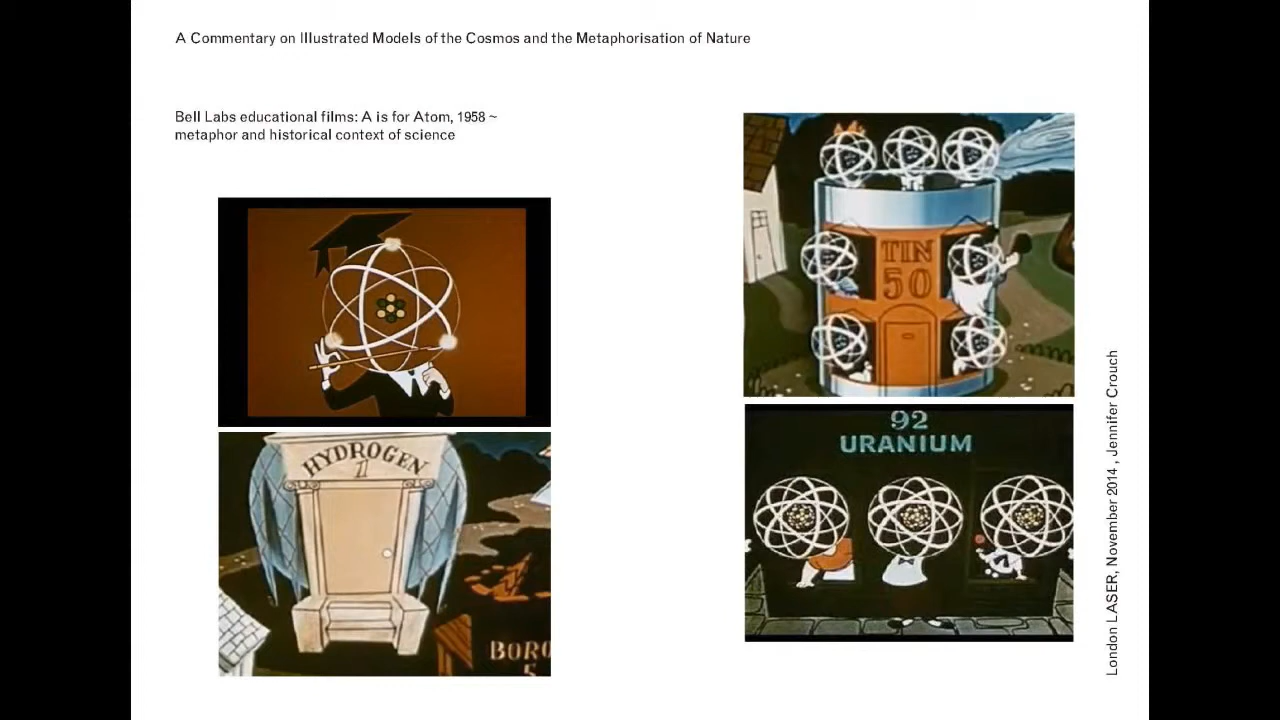 A Commentary on Illustrated Models of the Cosmos and the Metaphorisation of Nature
Bell Labs educational films: A is for Atom, 1958 ~
metaphor and historical context of science
HYDROGEN
1
BORO
5
TIN
50
92
URANIUM
London LASER, November 2014 , Jennifer Crouch